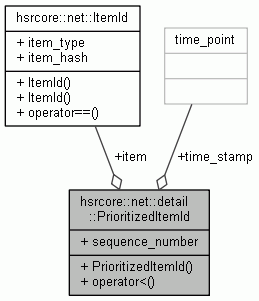 hsrcore::net::ItemId
+ item_type
+ item_hash
+ ItemId()
+ ItemId()
+ operator==()
time_point
+item
+time_stamp
hsrcore::net::detail
::PrioritizedItemId
+ sequence_number
+ PrioritizedItemId()
+ operator<()